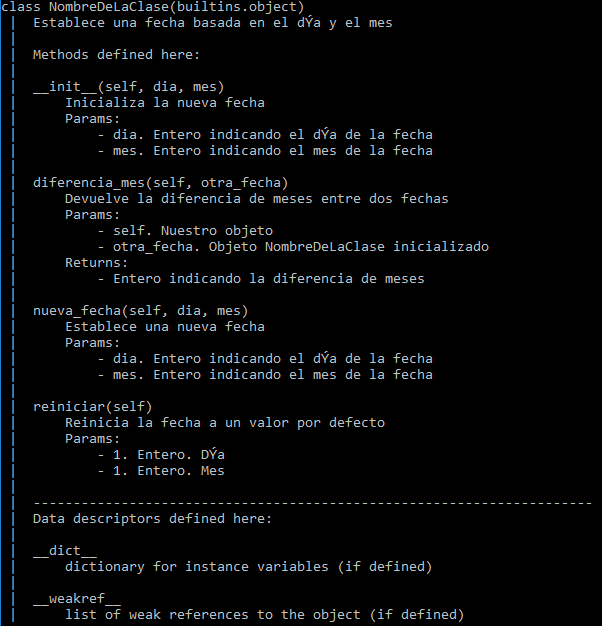 class NombreDeLaClase(builtins.object)
 |  Establece una fecha basada en el dÝa y el mes
 |
 |  Methods defined here:
 |
 |  __init__(self, dia, mes)
 |      Inicializa la nueva fecha
 |      Params:
 |          - dia. Entero indicando el dÝa de la fecha
 |          - mes. Entero indicando el mes de la fecha
 |
 |  diferencia_mes(self, otra_fecha)
 |      Devuelve la diferencia de meses entre dos fechas
 |      Params:
 |          - self. Nuestro objeto
 |          - otra_fecha. Objeto NombreDeLaClase inicializado
 |      Returns:
 |          - Entero indicando la diferencia de meses
 |
 |  nueva_fecha(self, dia, mes)
 |      Establece una nueva fecha
 |      Params:
 |          - dia. Entero indicando el dÝa de la fecha
 |          - mes. Entero indicando el mes de la fecha
 |
 |  reiniciar(self)
 |      Reinicia la fecha a un valor por defecto
 |      Params:
 |          - 1. Entero. DÝa
 |          - 1. Entero. Mes
 |
 |  ----------------------------------------------------------------------
 |  Data descriptors defined here:
 |
 |  __dict__
 |      dictionary for instance variables (if defined)
 |
 |  __weakref__
 |      list of weak references to the object (if defined)